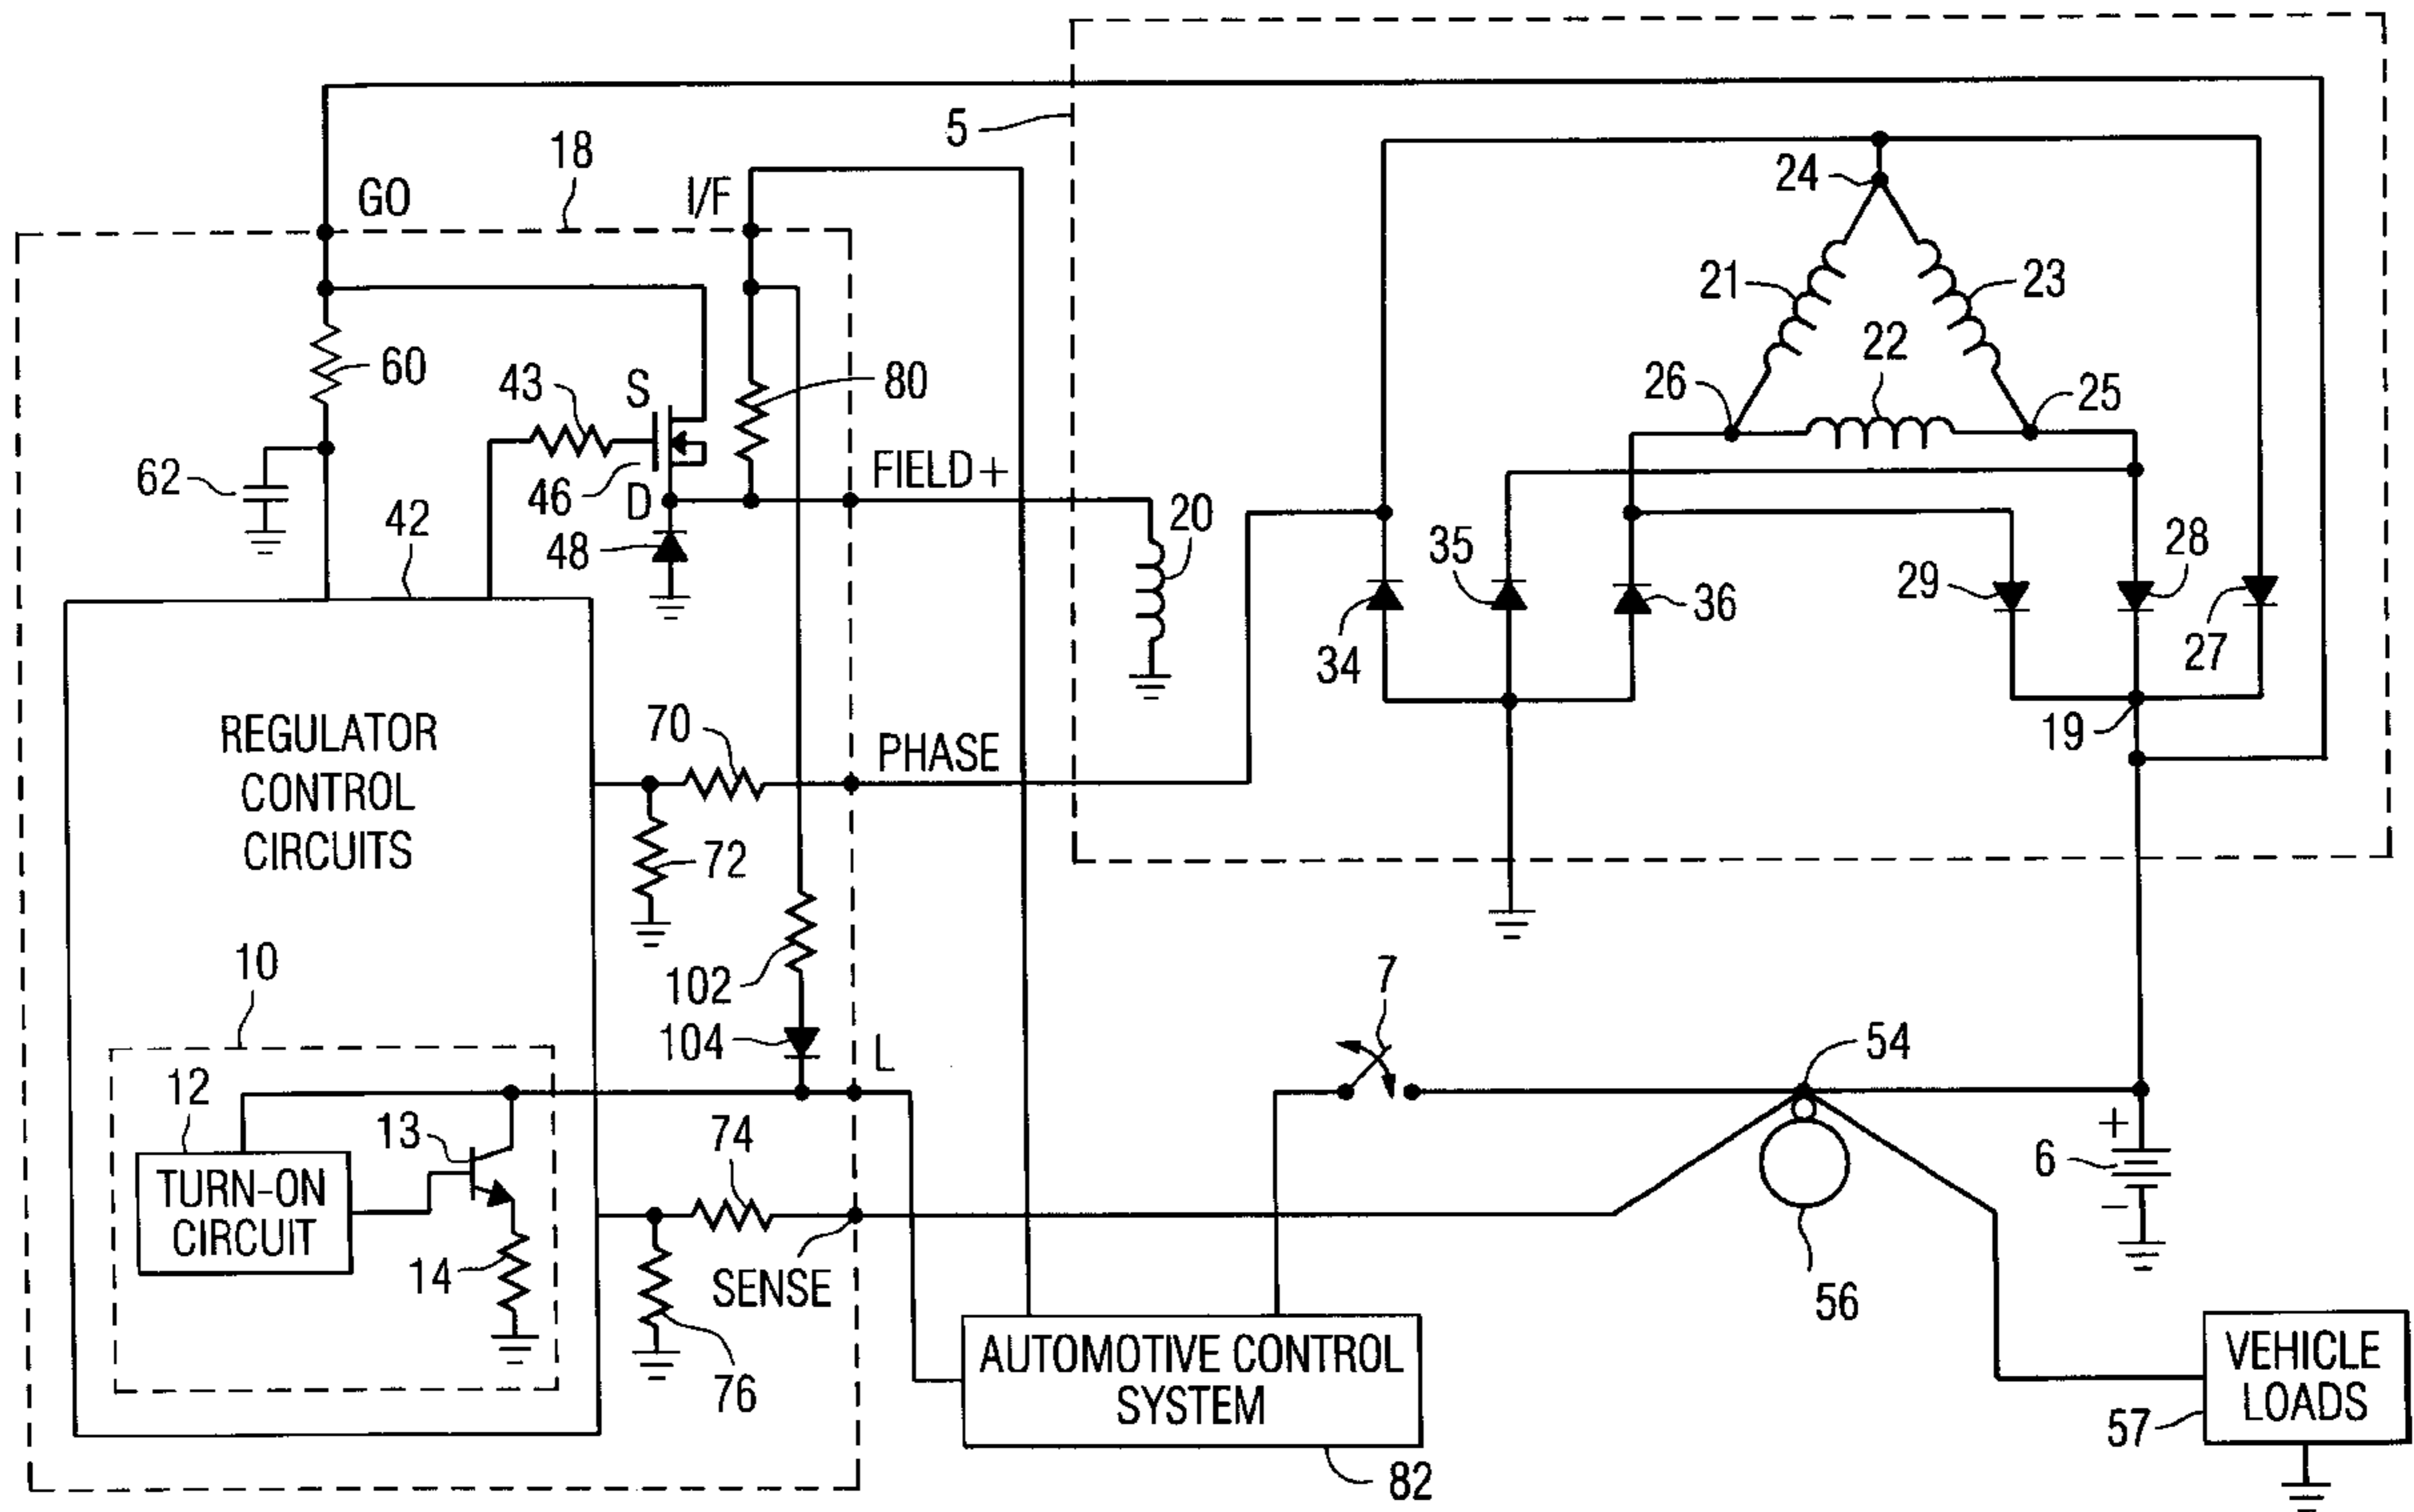 5
18
GO
I/F
24
21
23
22
60
43
S
80
26
25
62
46
D
FIELD+
42
48
20
35
28
29
36
34
27
70
PHASE
19
REGULATOR
CONTROL
CIRCUITS
72
10
102
7
104
L
54
12
13
74
+
6
−
TURN-ON
CIRCUIT
14
SENSE
56
76
AUTOMOTIVE CONTROL
SYSTEM
VEHICLE
LOADS
57
82